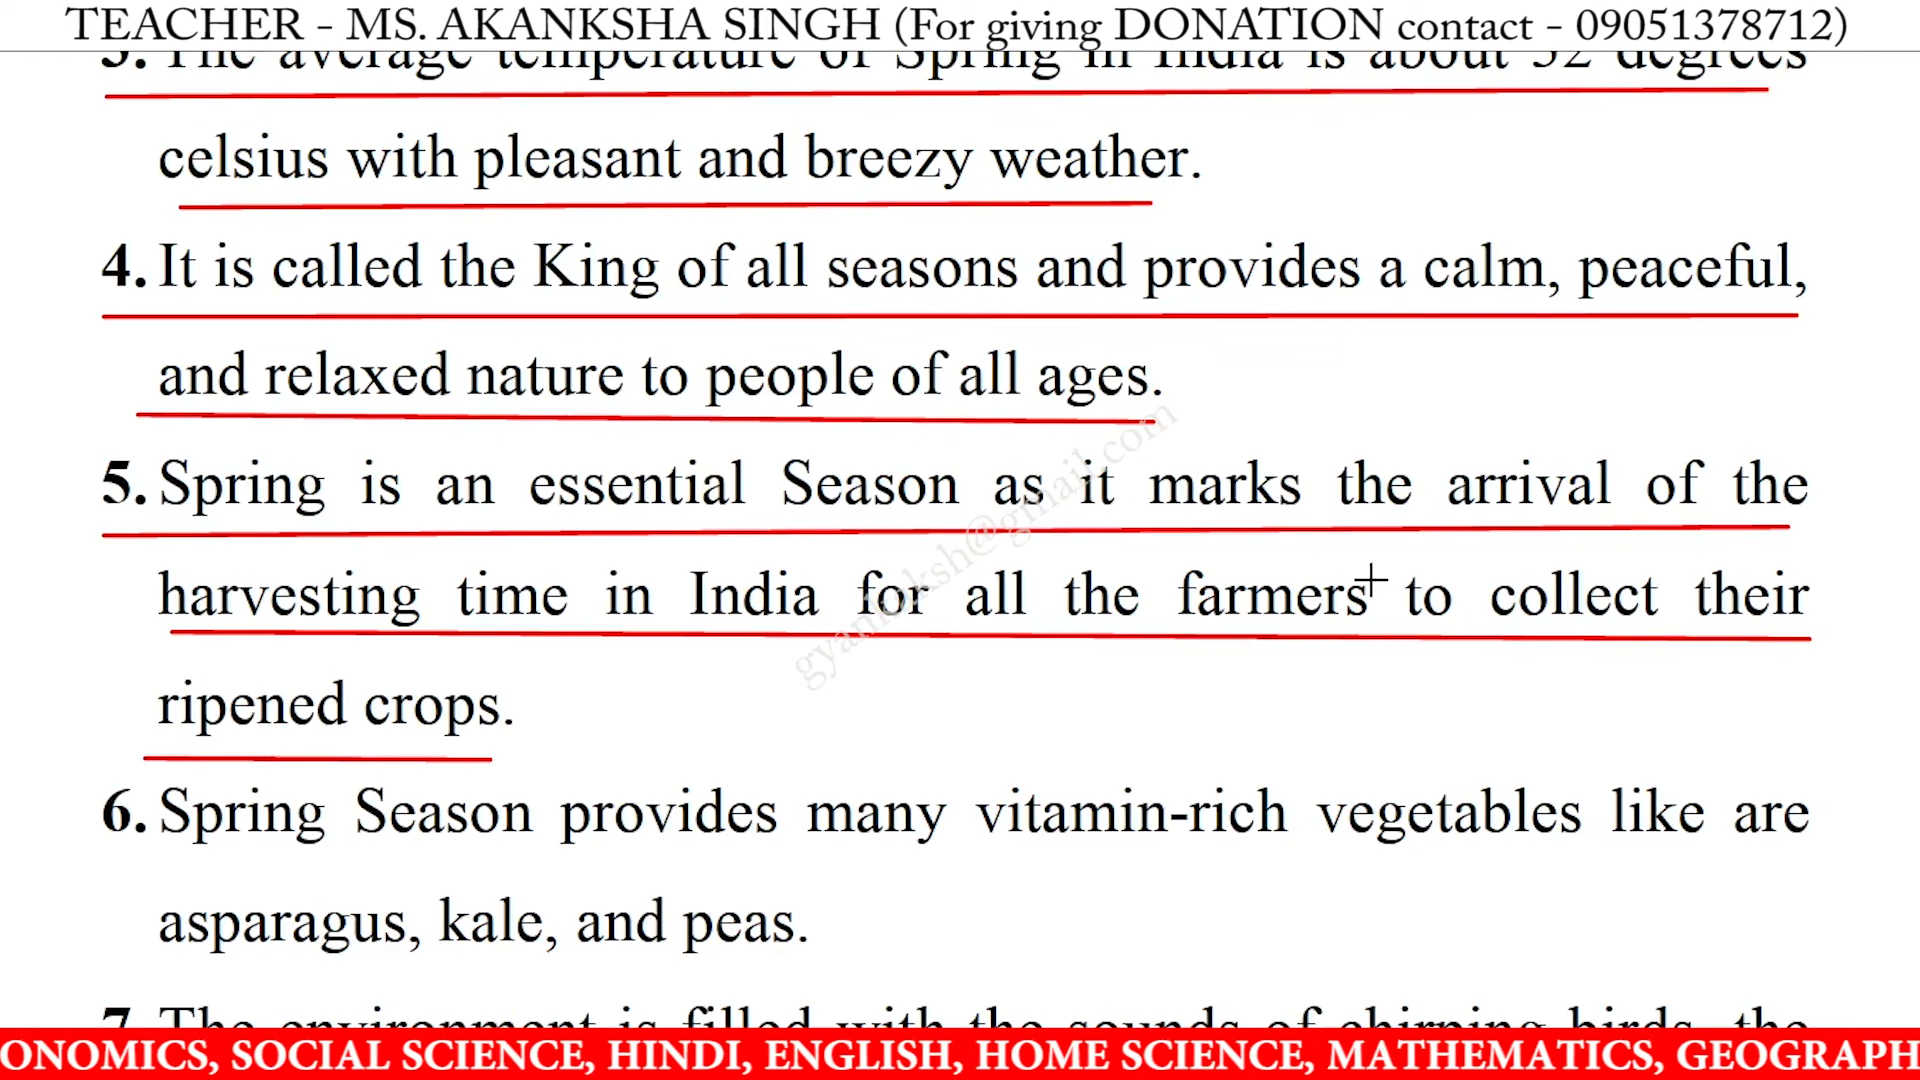 TEACHER - MS. AKANKSHA SINGH (For giving DONATION contact - 09051378712)
3. The average temperature of Spring in India is about 32 degrees
celsius with pleasant and breezy weather.
4. It is called the King of all seasons and provides a calm, peaceful,
and relaxed nature to people of all ages.
5. Spring is an essential Season as it marks the arrival of the
harvesting time in India for all the farmers to collect their
ripened crops.
6. Spring Season provides many vitamin-rich vegetables like are
asparagus, kale, and peas.
7. The environment is filled with the sounds of chirping birds, the
ONOMICS, SOCIAL SCIENCE, HINDI, ENGLISH, HOME SCIENCE, MATHEMATICS, GEOGRAPH